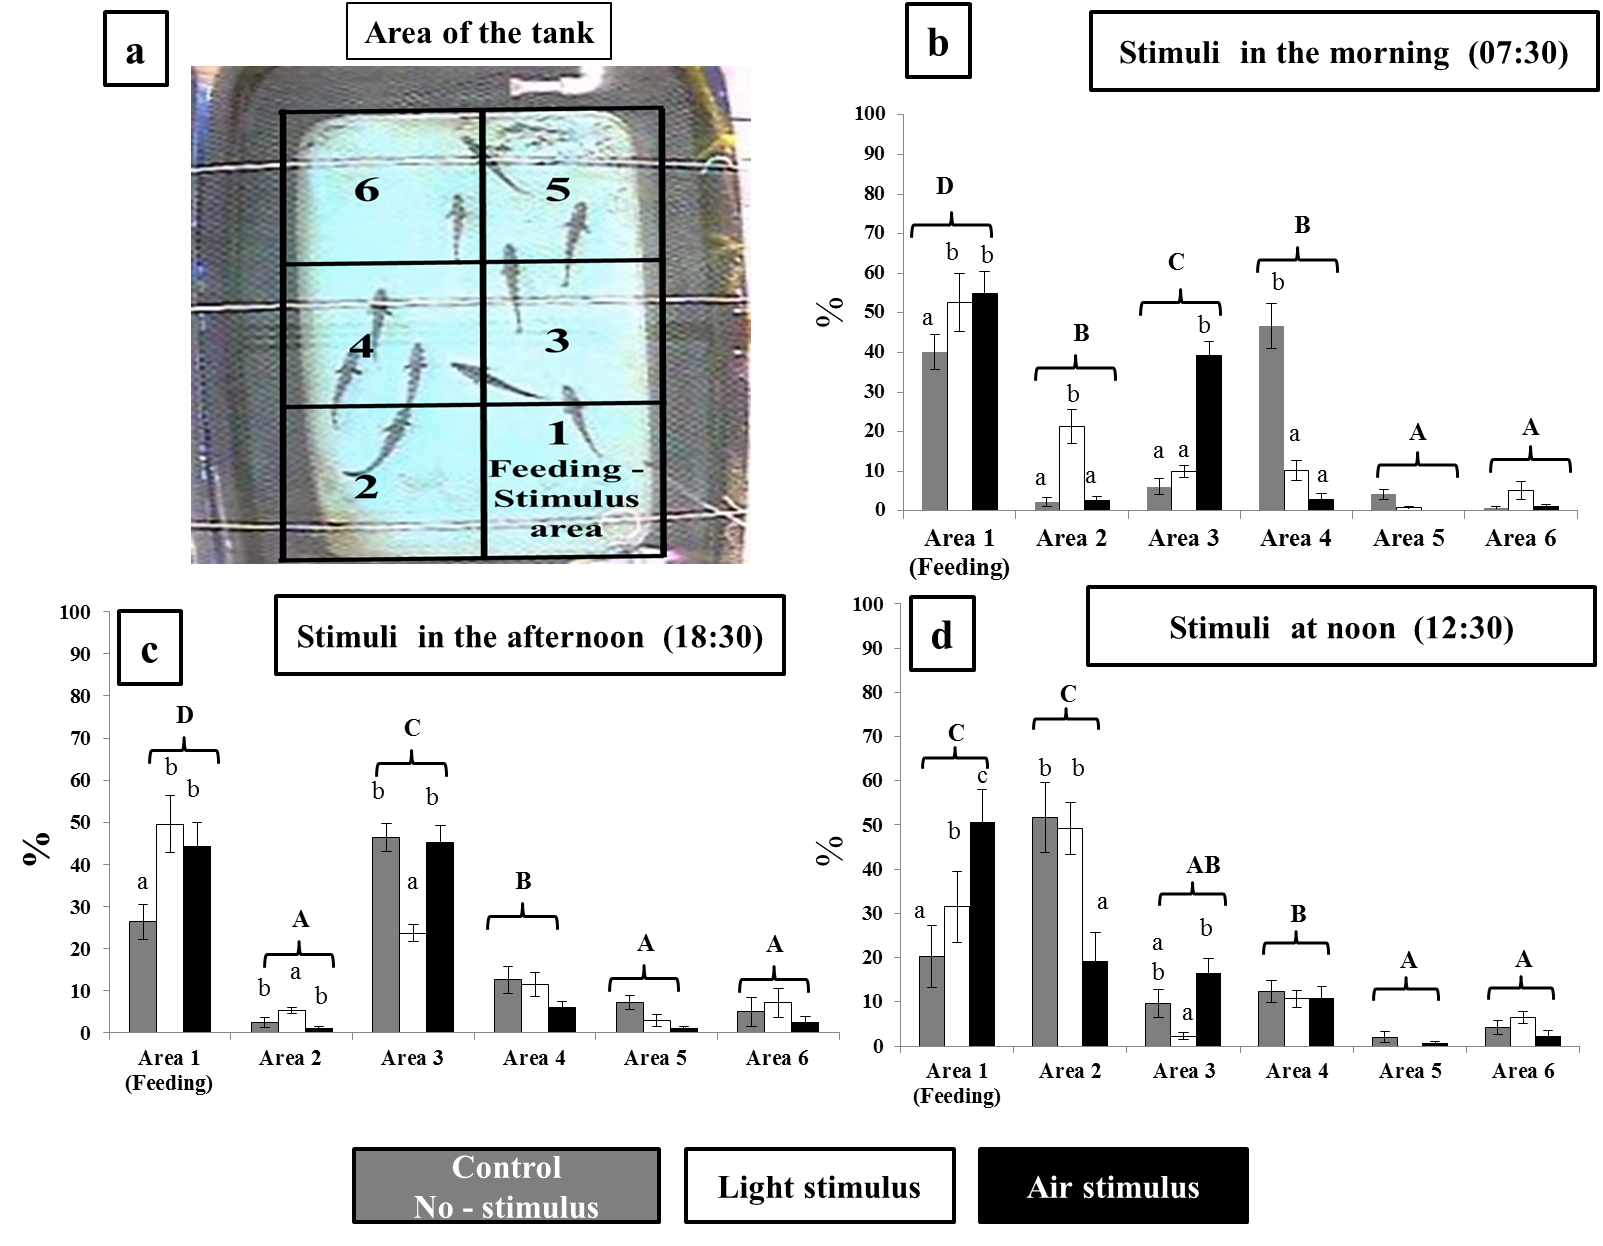 a
Area of the tank
6
5
4
3
2
1
Feeding -
Stimulus
area
b
Stimuli in the morning (07:30)
%
100
90
80
70
60
50
40
30
20
10
0
D
a
b
b
B
a
b
a
C
a
a
b
B
b
a
a
A
A
Area 1
(Feeding)
Area 2
Area 3
Area 4
Area 5
Area 6
c
Stimuli in the afternoon (18:30)
%
100
90
80
70
60
50
40
30
20
10
0
D
a
b
b
A
b
a
b
C
b
a
b
B
A
A
Area 1
(Feeding)
Area 2
Area 3
Area 4
Area 5
Area 6
d
Stimuli at noon (12:30)
%
100
90
80
70
60
50
40
30
20
10
0
C
a
b
c
C
b
b
a
AB
a
b
a
b
B
A
A
Area 1
(Feeding)
Area 2
Area 3
Area 4
Area 5
Area 6
Control
No - stimulus
Light stimulus
Air stimulus